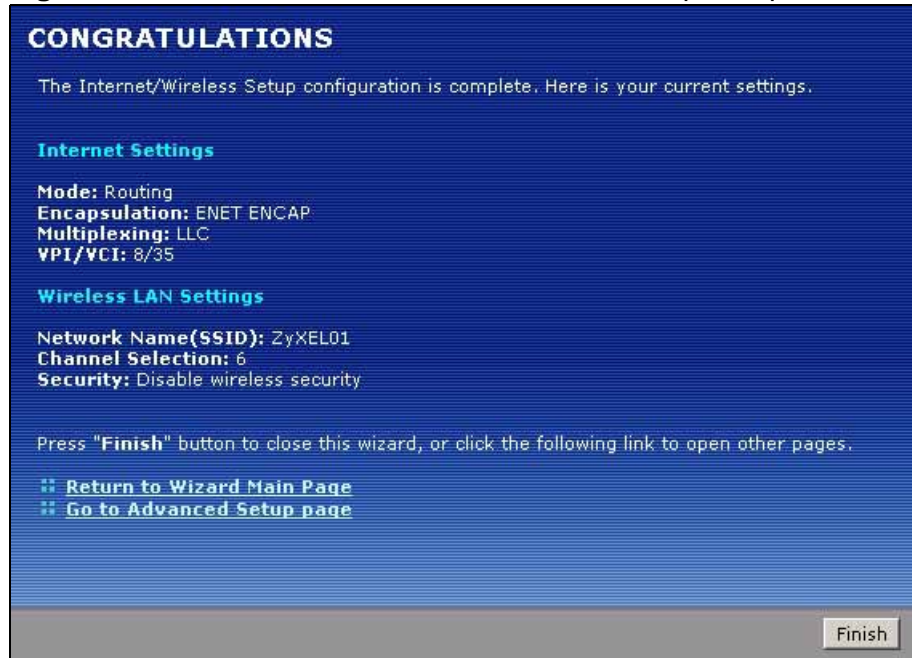 CONGRATULATIONS
The Internet/Wireless Setup configuration is complete. Here is your current settings.
Internet Settings
Mode: Routing
Encapsulation: ENET ENCAP
Multiplexing: LLC
VPI/VCI: 8/35
Wireless LAN Settings
Network Name(SSID): ZyXEL01
Channel Selection: 6
Security: Disable wireless security
Press "Finish" button to close this wizard, or click the following link to open other pages.
Return to Wizard Main Page
Go to Advanced Setup page
Finish